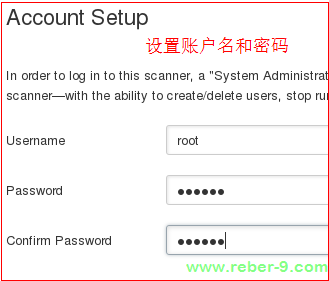 Account Setup
设置账户名和密码
In order to log in to this scanner, a "System Administra
scanner—with the ability to create/delete users, stop ru
Username
root
Password
●●●●●●
Confirm Password
●●●●●●
www.reber-9.com